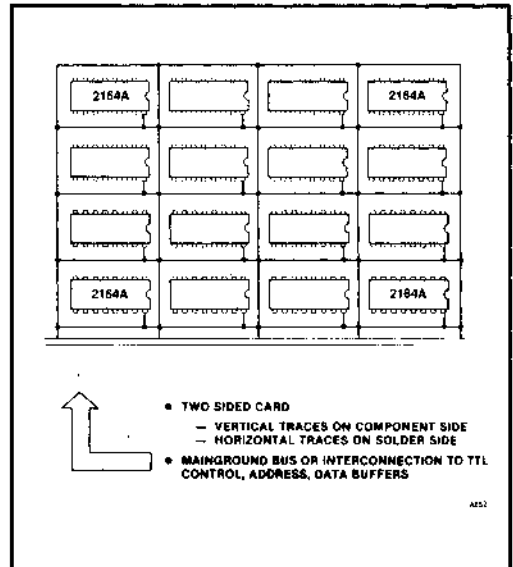 2164A 2164A
2164A 2164A
• TWO SIDED CARD
— VERTICAL TRACES ON COMPONENT SIDE
— HORIZONTAL TRACES ON SOLDER SIDE
• MAINGROUND BUS OR INTERCONNECTION TO TTL
CONTROL, ADDRESS, DATA BUFFERS